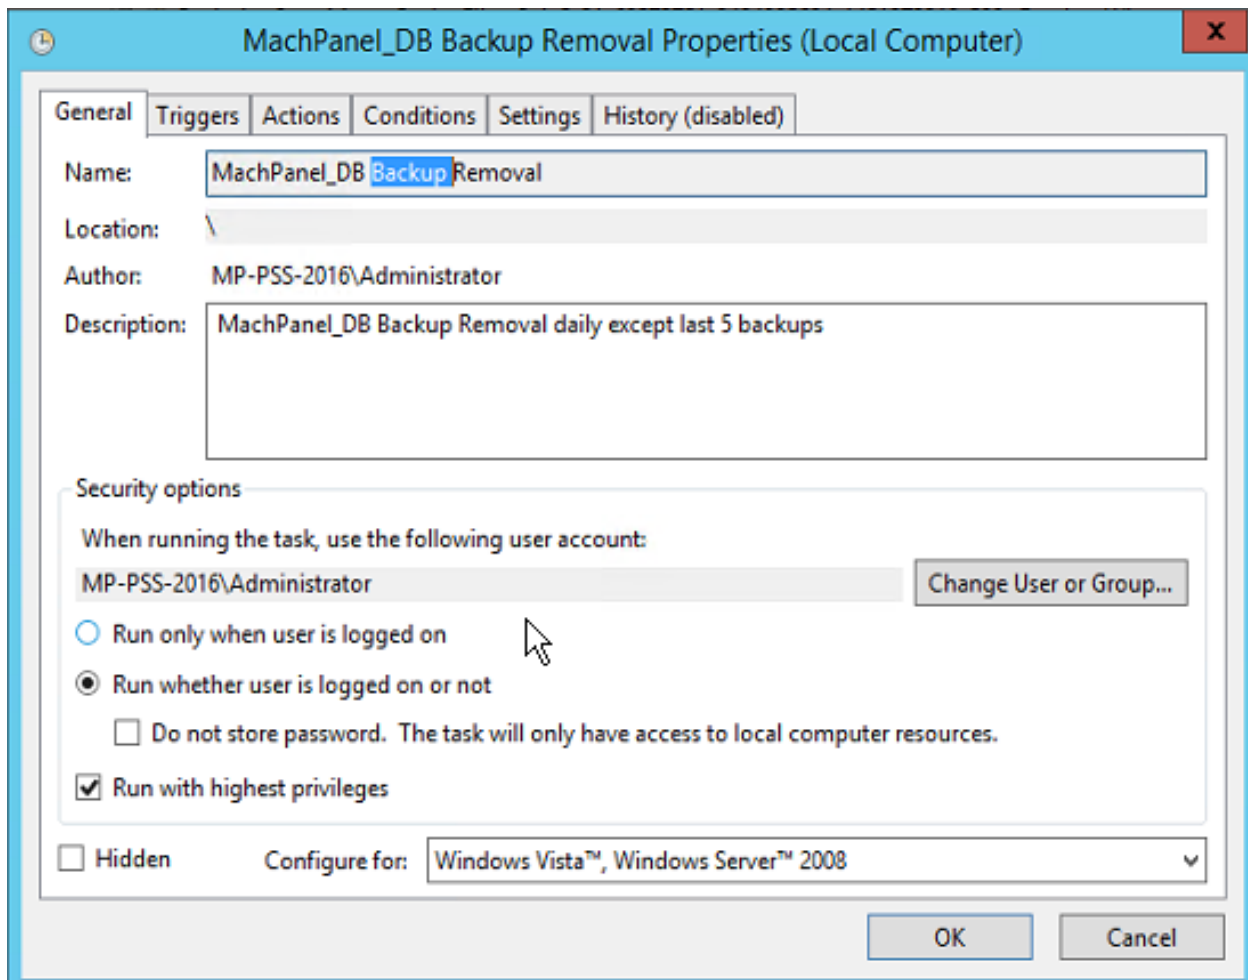 MachPanel_DB Backup Removal Properties (Local Computer)
x
General Triggers Actions Conditions Settings History (disabled)
Name: MachPanel_DB Backup Removal
Location: \
Author: MP-PSS-2016\Administrator
Description: MachPanel_DB Backup Removal daily except last 5 backups
Security options
When running the task, use the following user account:
MP-PSS-2016\Administrator Change User or Group...
Run only when user is logged on
Run whether user is logged on or not
Do not store password. The task will only have access to local computer resources.
Run with highest privileges
Hidden Configure for: Windows Vista™, Windows Server™ 2008
OK Cancel